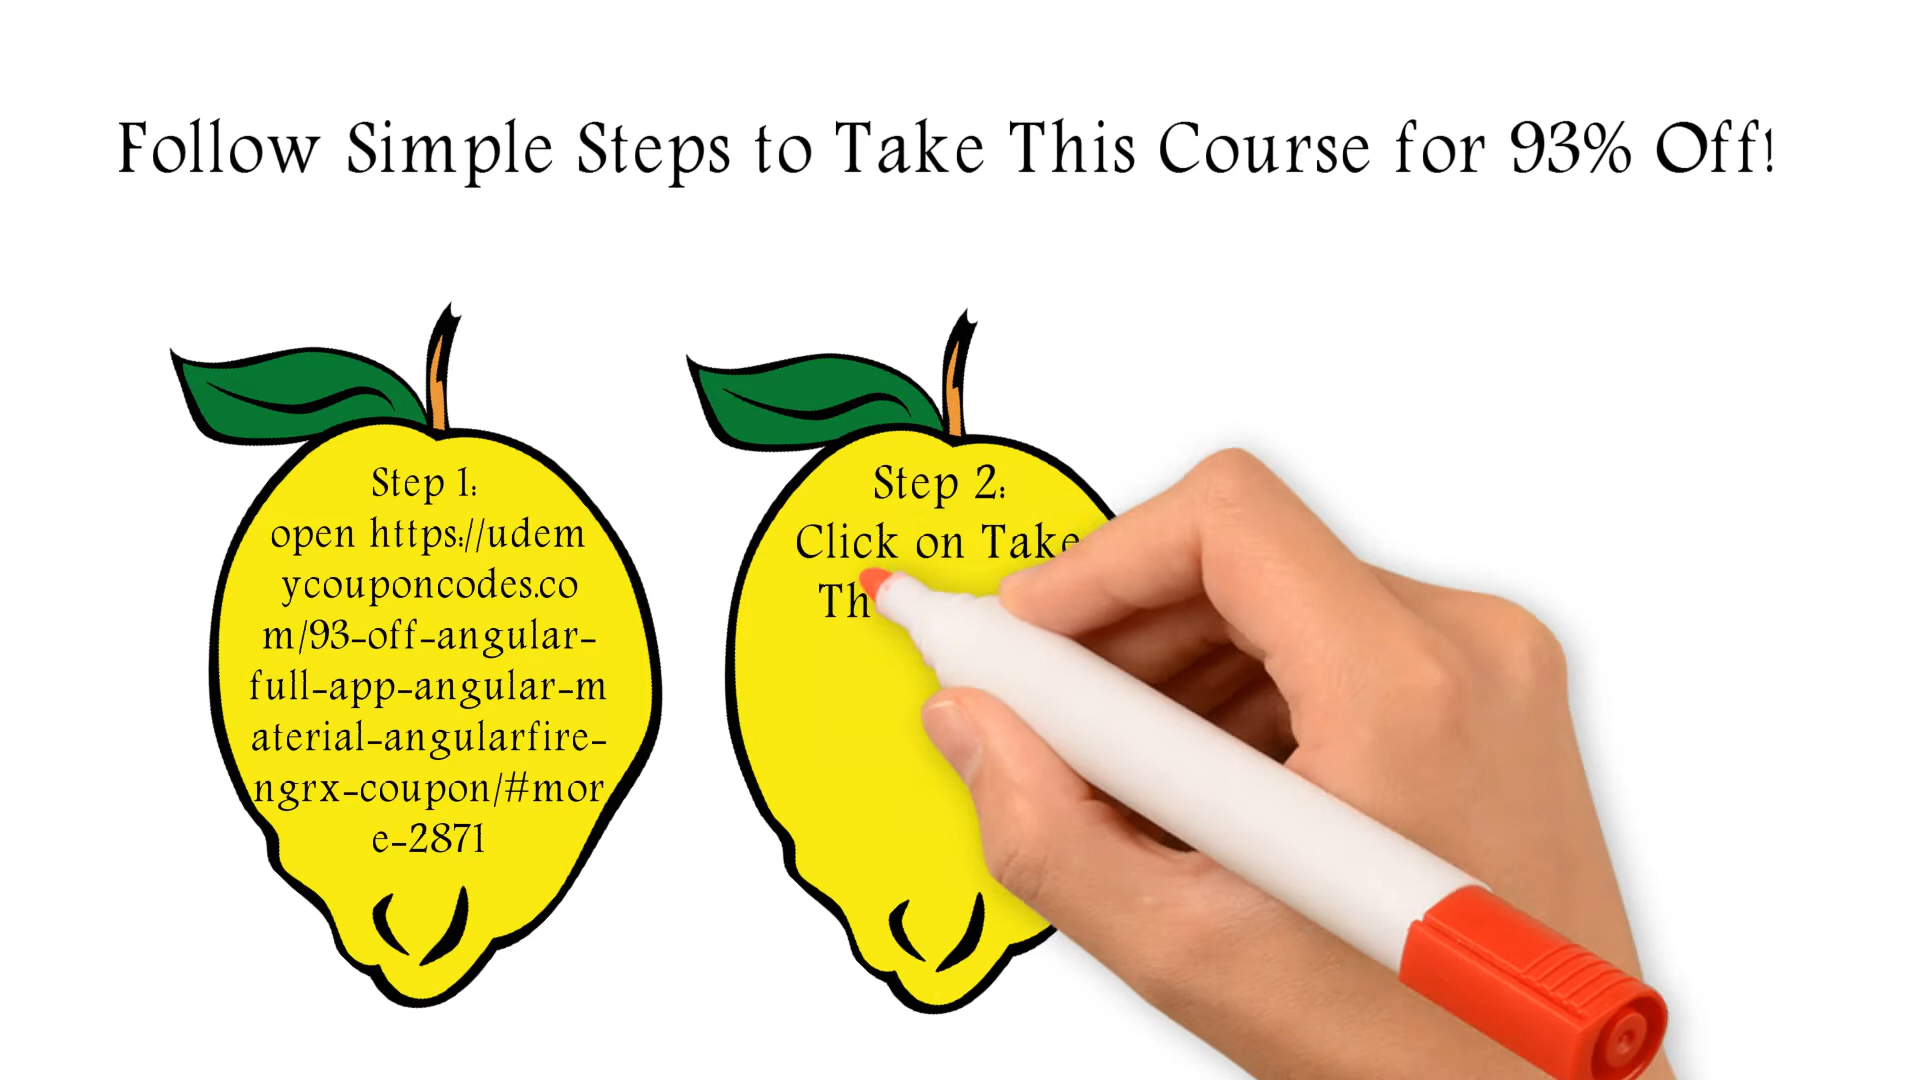 Follow Simple Steps to Take This Course for 93% Off!
Step 1:
open https://udem
ycouponcodes.co
m/93-off-angular-
full-app-angular-m
aterial-angularfire-
ngrx-coupon/#mor
e-2871
Step 2:
Click on Take
Th